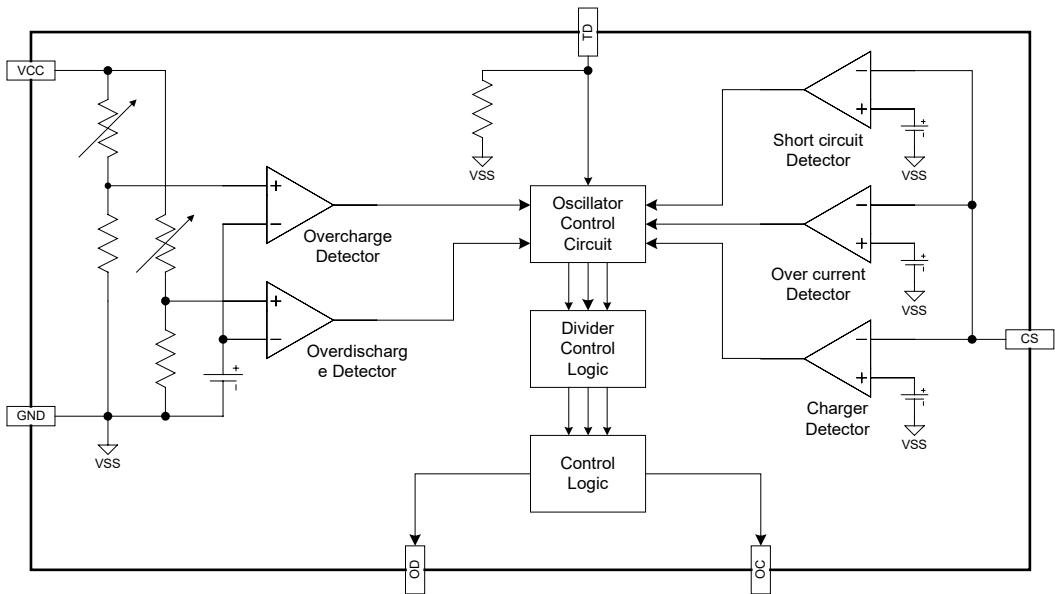 TD
VCC
+
−
Short circuit
Detector
+
−
VSS
VSS
+
−
Overcharge
Detector
Oscillator
Control
Circuit
−
+
Over current
Detector
+
−
VSS
+
−
Overdischarg
e Detector
+
−
Divider
Control
Logic
−
+
Charger
Detector
+
−
VSS
CS
GND
VSS
Control
Logic
OD
OC